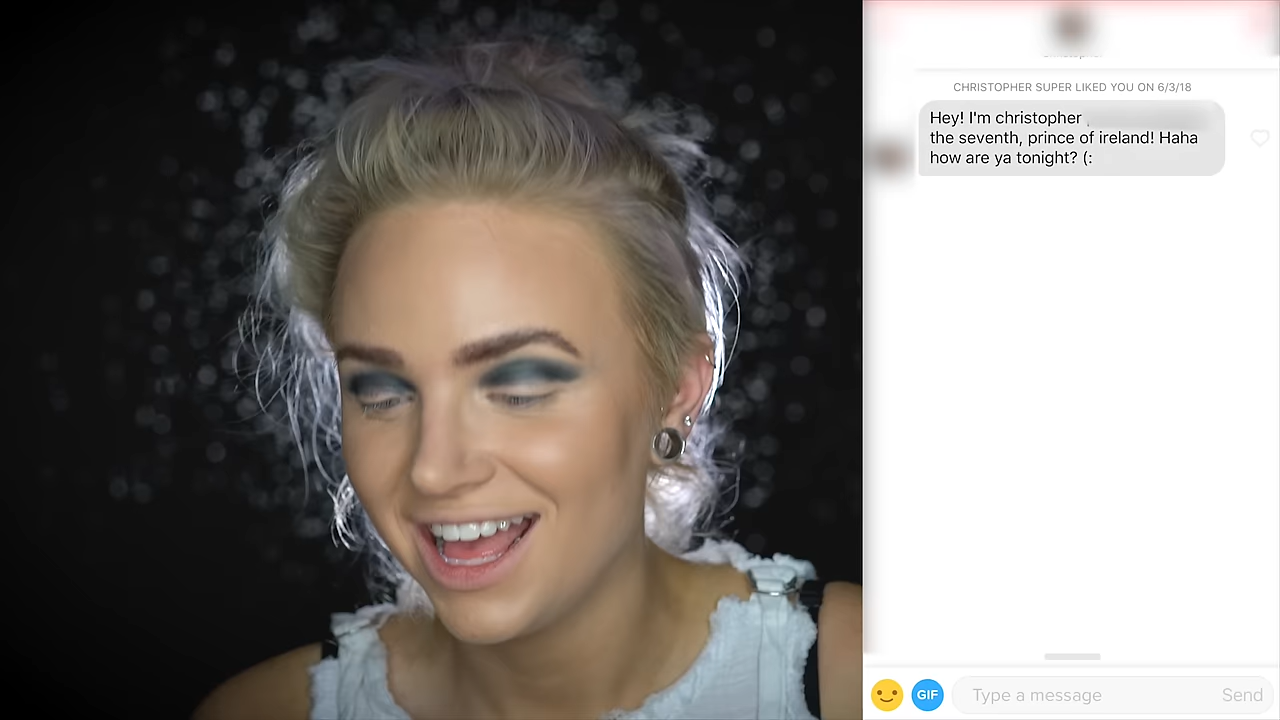 CHRISTOPHER SUPER LIKED YOU ON 6/3/18
Hey! I'm christopher
the seventh, prince of ireland! Haha
how are ya tonight? (:
GIF
Type a message
Send